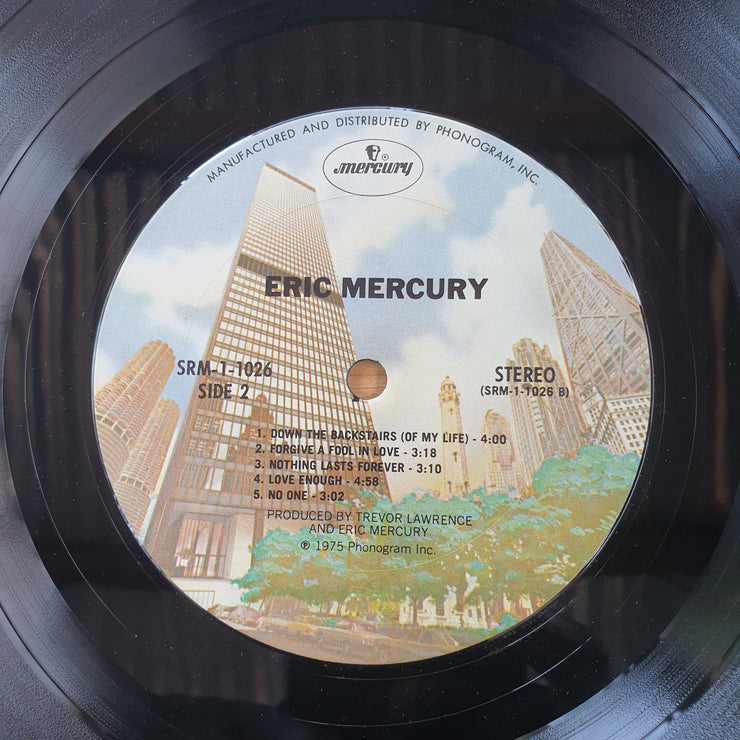 MANUFACTURED AND DISTRIBUTED BY PHONOGRAM, INC.
mercury
ERIC MERCURY
SRM-1-1026
SIDE 2
STEREO
(SRM-1-1026 B)
1. DOWN THE BACKSTAIRS (OF MY LIFE) - 4:00
2. FORGIVE A FOOL IN LOVE - 3:18
3. NOTHING LASTS FOREVER - 3:10
4. LOVE ENOUGH - 4:58
5. NO ONE - 3:02
PRODUCED BY TREVOR LAWRENCE
AND ERIC MERCURY
℗ 1975 Phonogram Inc.